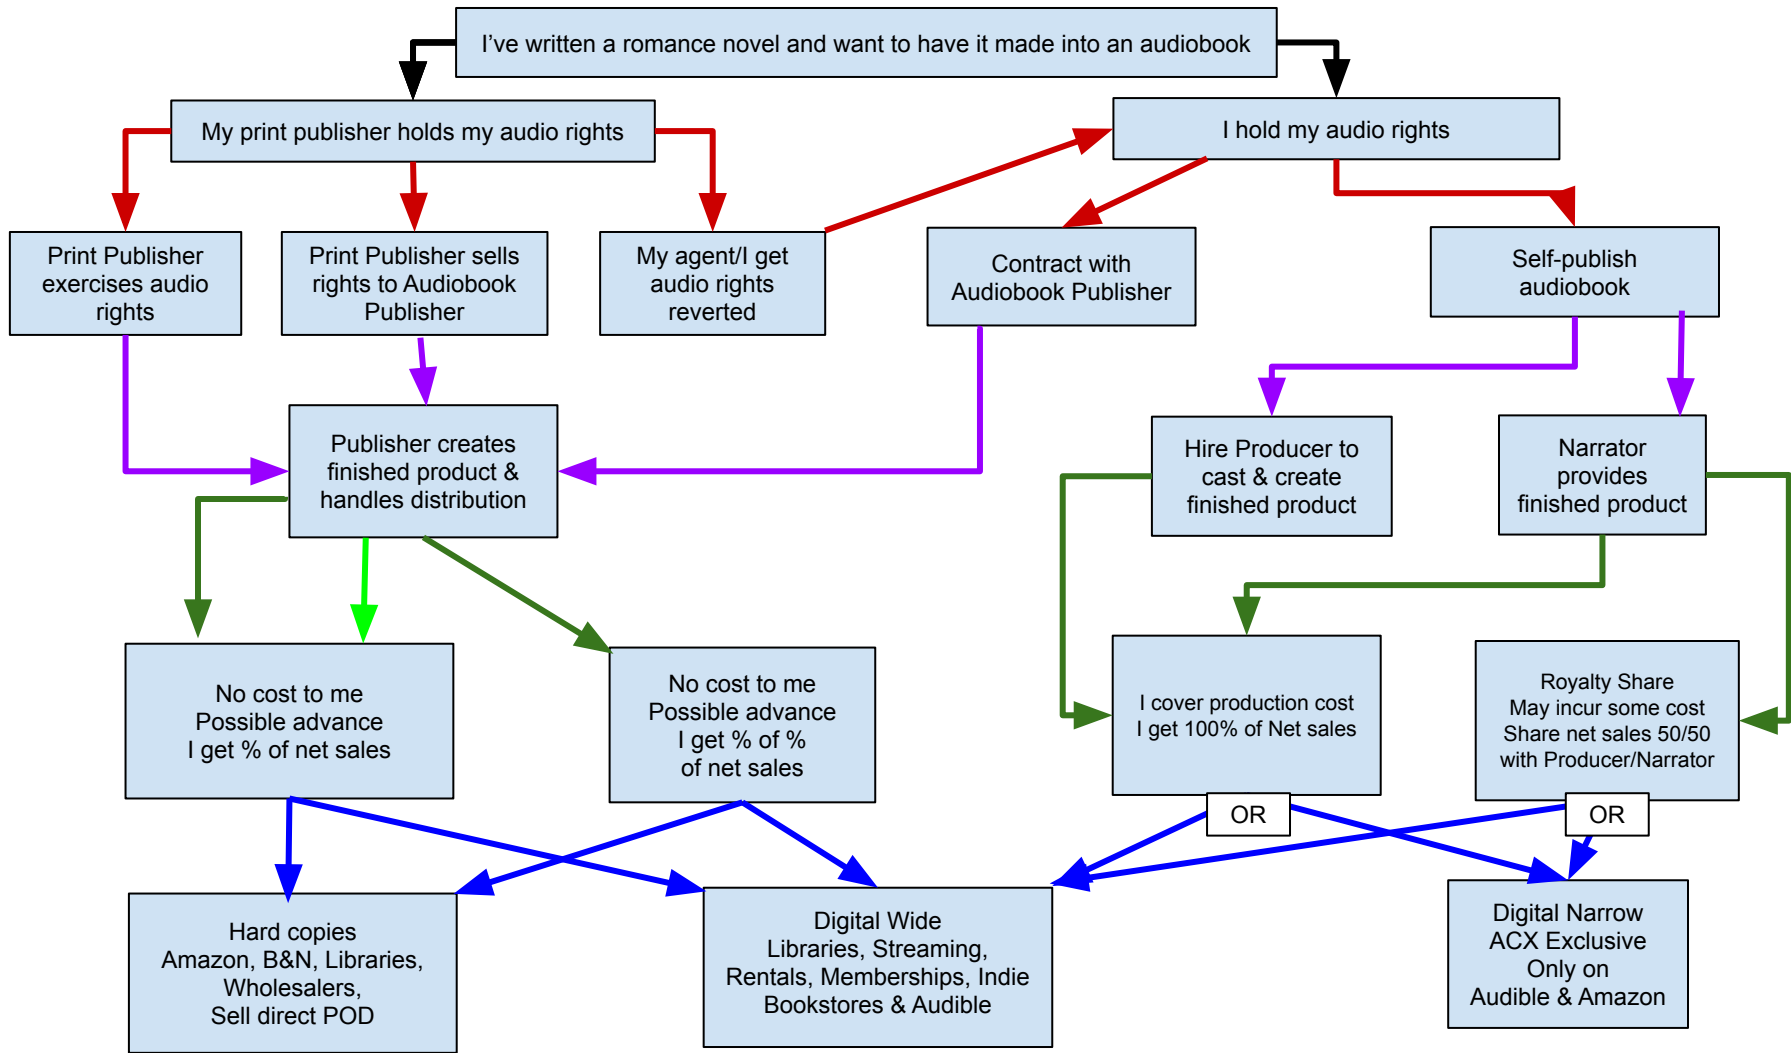 I've written a romance novel and want to have it made into an audiobook
My print publisher holds my audio rights
I hold my audio rights
Print Publisher
exercises audio
rights
Print Publisher sells
rights to Audiobook
Publisher
My agent/I get
audio rights
reverted
Contract with
Audiobook Publisher
Self-publish
audiobook
Publisher creates
finished product &
handles distribution
Hire Producer to
cast & create
finished product
Narrator
provides
finished product
No cost to me
Possible advance
I get % of net sales
No cost to me
Possible advance
I get % of %
of net sales
I cover production cost
I get 100% of Net sales
Royalty Share
May incur some cost
Share net sales 50/50
with Producer/Narrator
OR
OR
Hard copies
Amazon, B&N, Libraries,
Wholesalers,
Sell direct POD
Digital Wide
Libraries, Streaming,
Rentals, Memberships, Indie
Bookstores & Audible
Digital Narrow
ACX Exclusive
Only on
Audible & Amazon